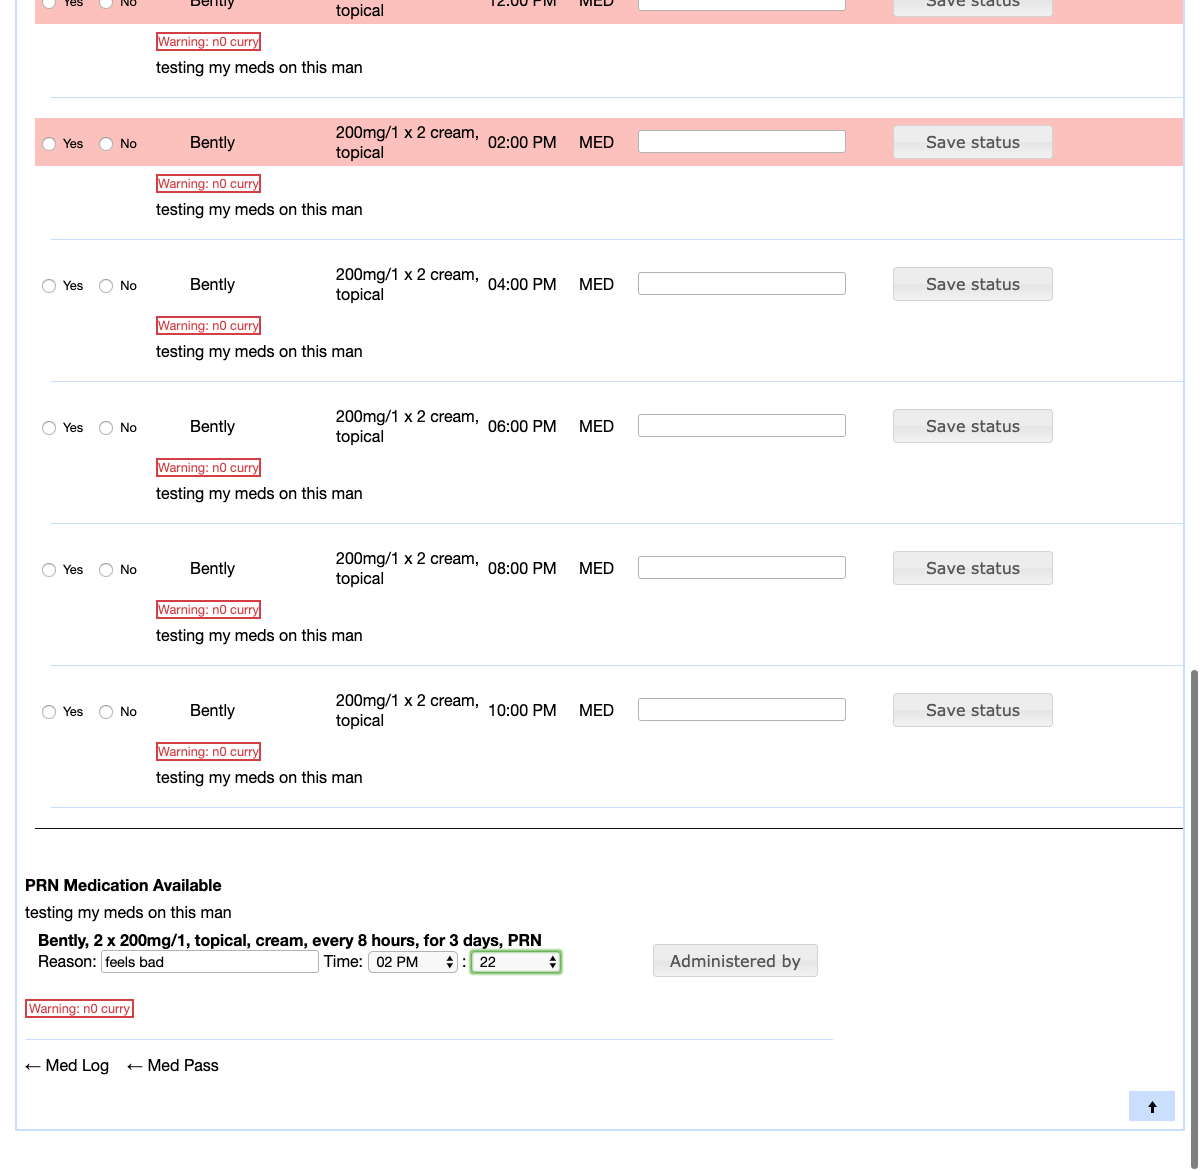 Yes No Bently 12:00 PM MED Save status
topical
Warning: n0 curry
testing my meds on this man
200mg/1 x 2 cream,
Yes No Bently topical 02:00 PM MED Save status
Warning: n0 curry
testing my meds on this man
200mg/1 x 2 cream,
Yes No Bently topical 04:00 PM MED Save status
Warning: n0 curry
testing my meds on this man
200mg/1 x 2 cream,
Yes No Bently topical 06:00 PM MED Save status
Warning: n0 curry
testing my meds on this man
200mg/1 x 2 cream,
Yes No Bently topical 08:00 PM MED Save status
Warning: n0 curry
testing my meds on this man
200mg/1 x 2 cream,
Yes No Bently topical 10:00 PM MED Save status
Warning: n0 curry
testing my meds on this man
PRN Medication Available
testing my meds on this man
Bently, 2 x 200mg/1, topical, cream, every 8 hours, for 3 days, PRN
Reason: feels bad Time: 02 PM : 22 Administered by
Warning: n0 curry
← Med Log ← Med Pass